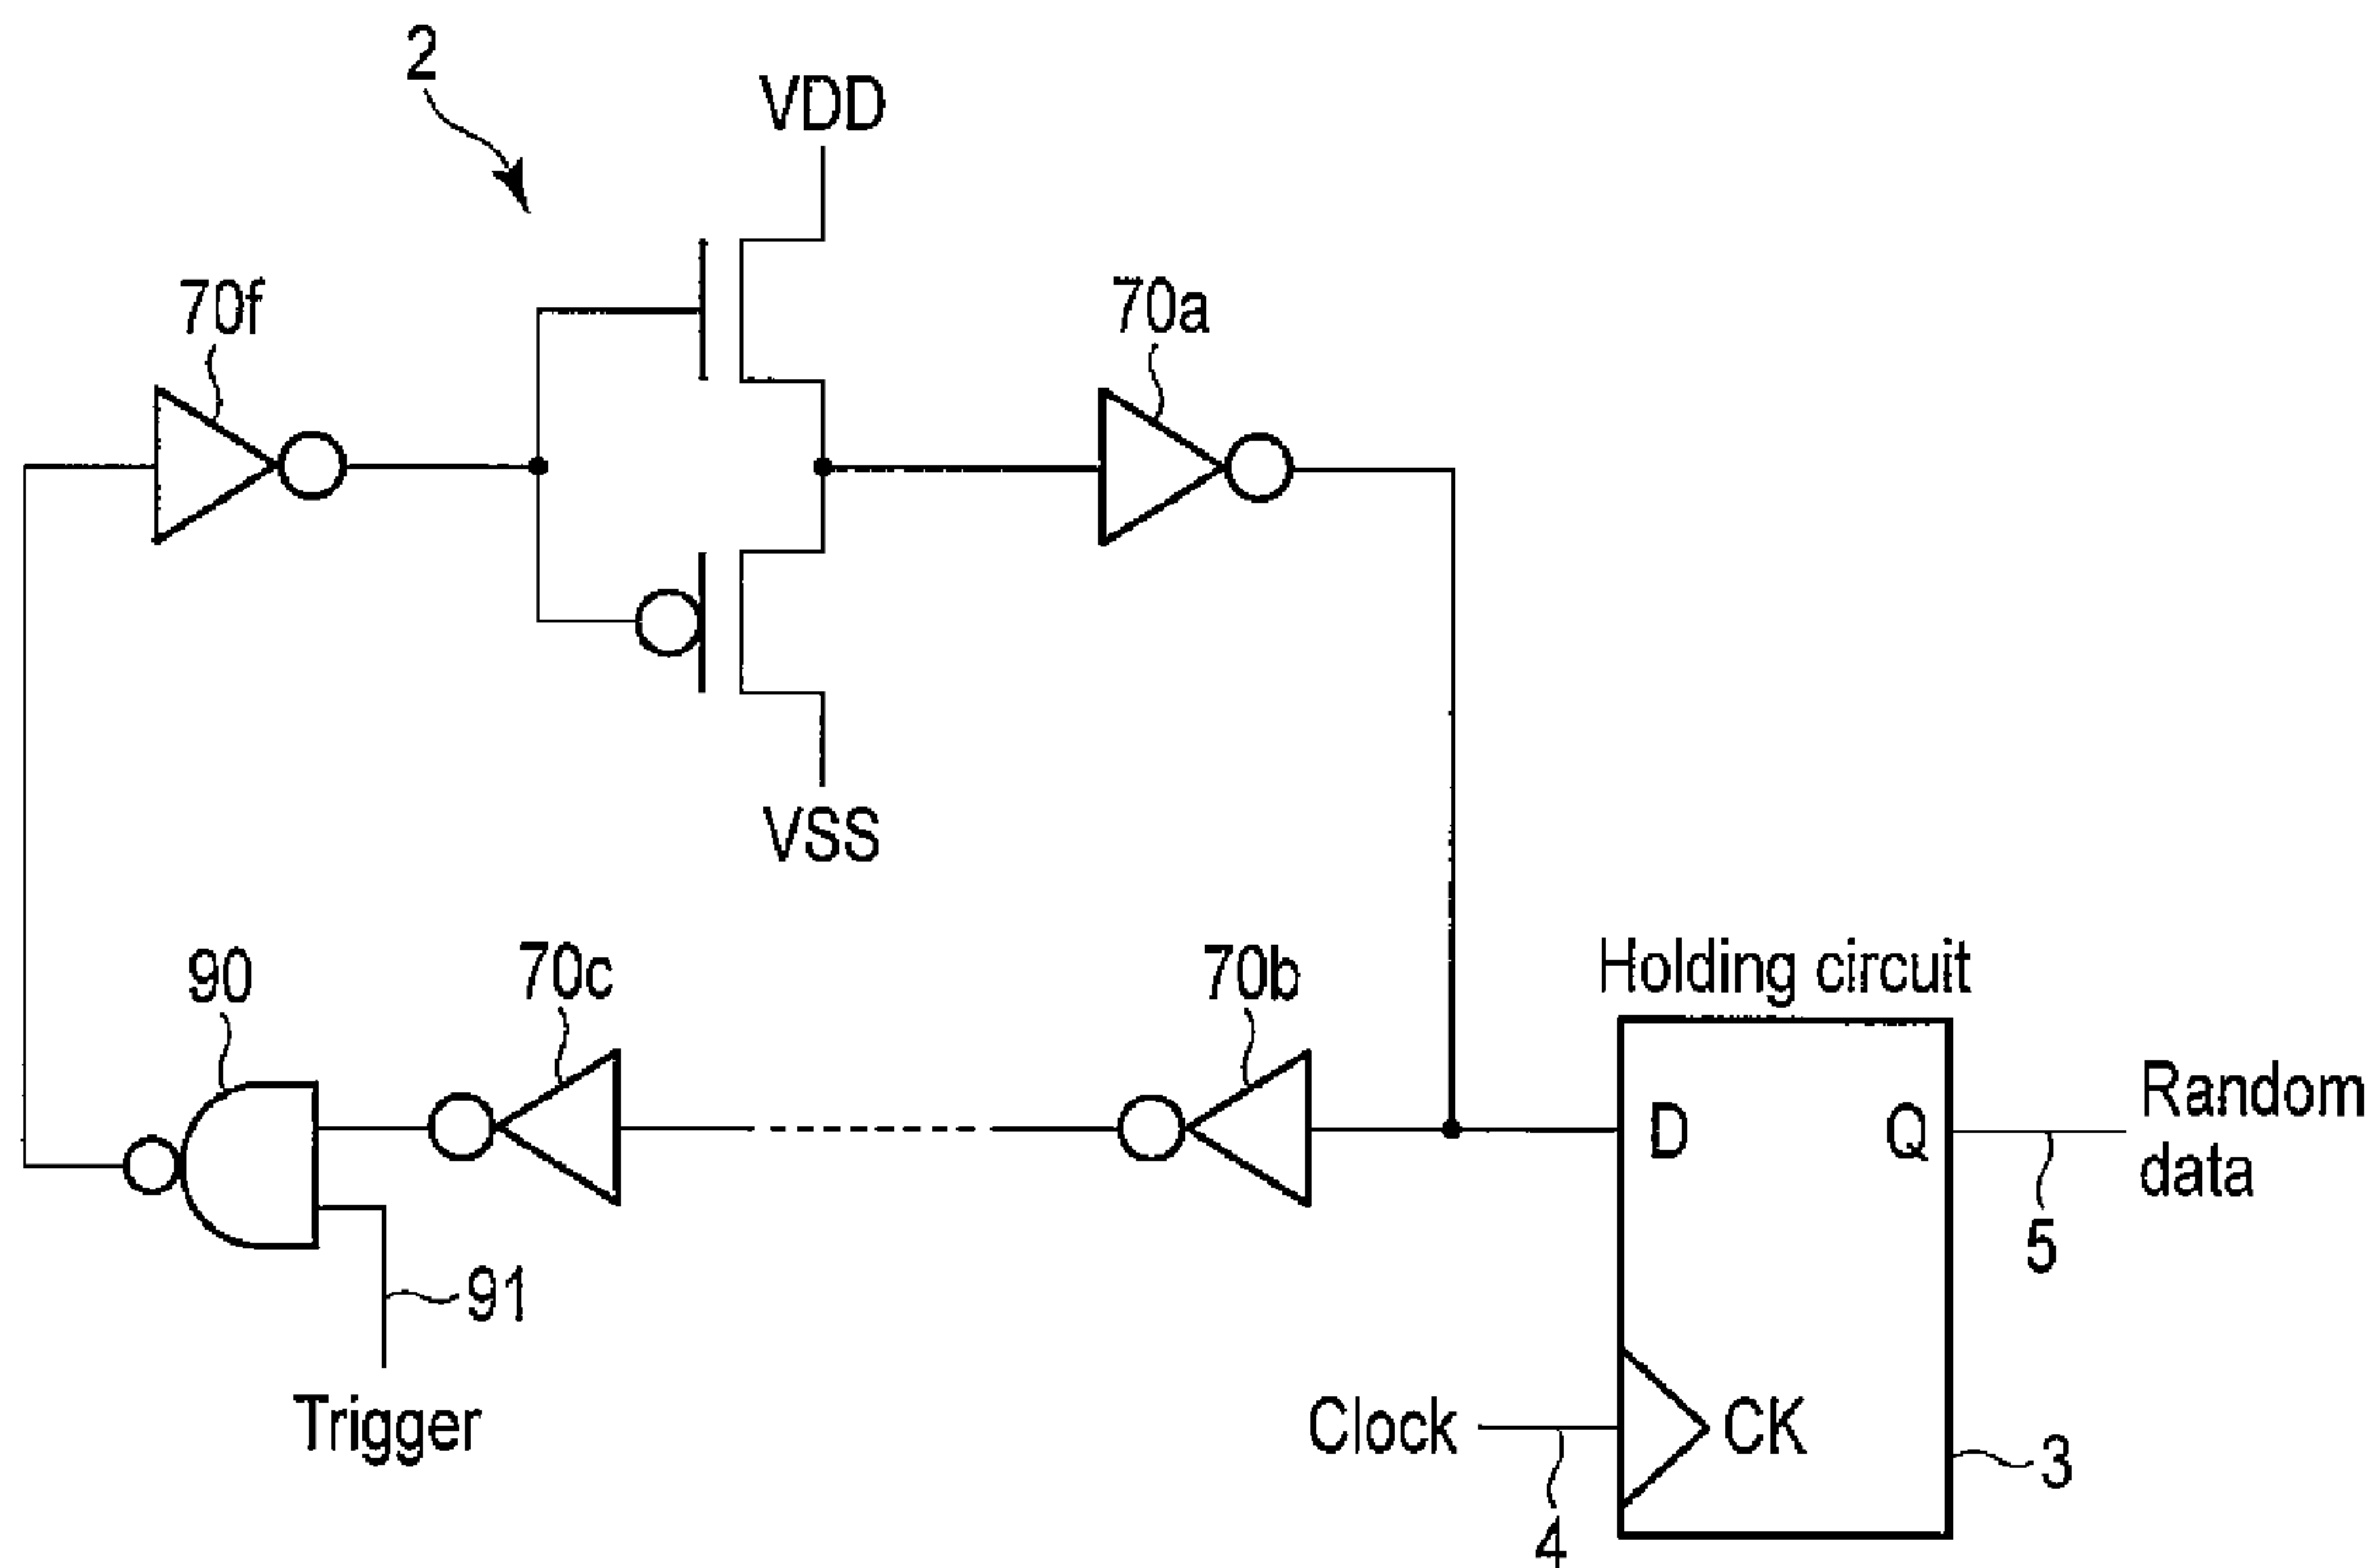 2
VDD
70f
70a
VSS
90
70c
70b
Holding circuit
D
Q
Random
data
5
91
Trigger
Clock
CK
3
4